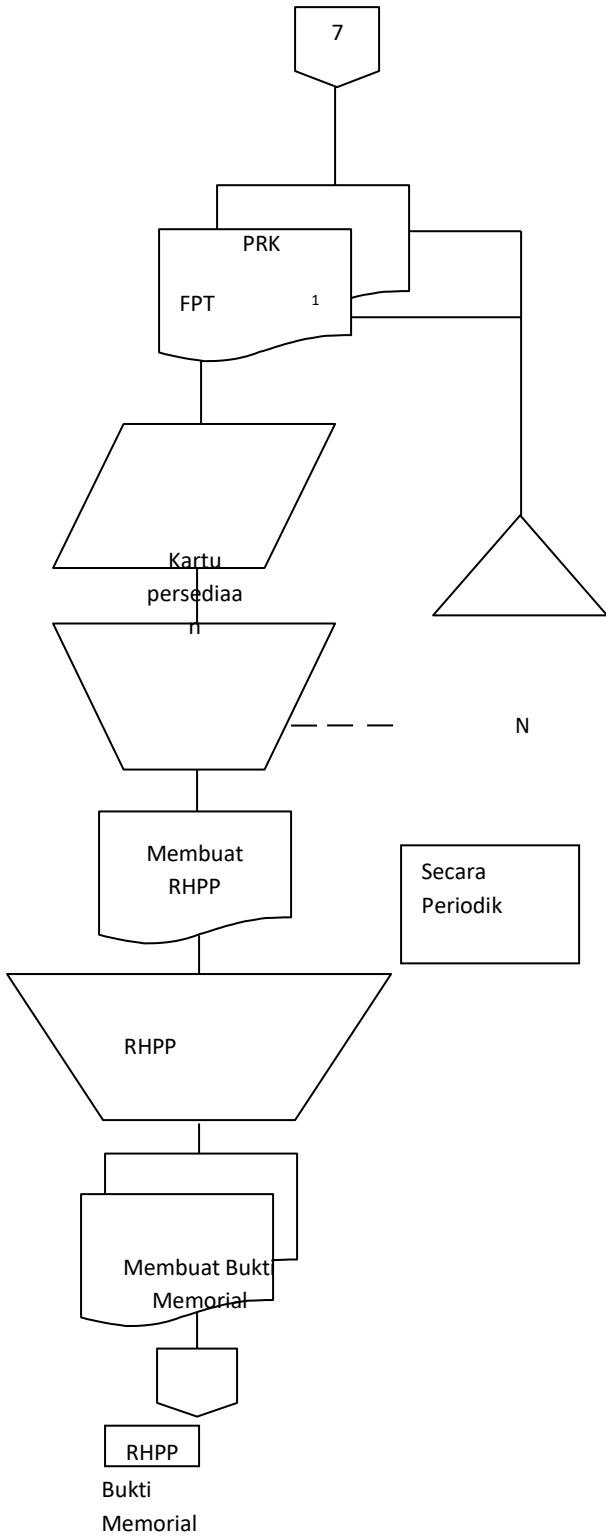 7
PRK
FPT 1
Kartu
persediaa
n
N
Membuat
RHPP
Secara
Periodik
RHPP
Membuat Bukti
Memorial
RHPP
Bukti
Memorial